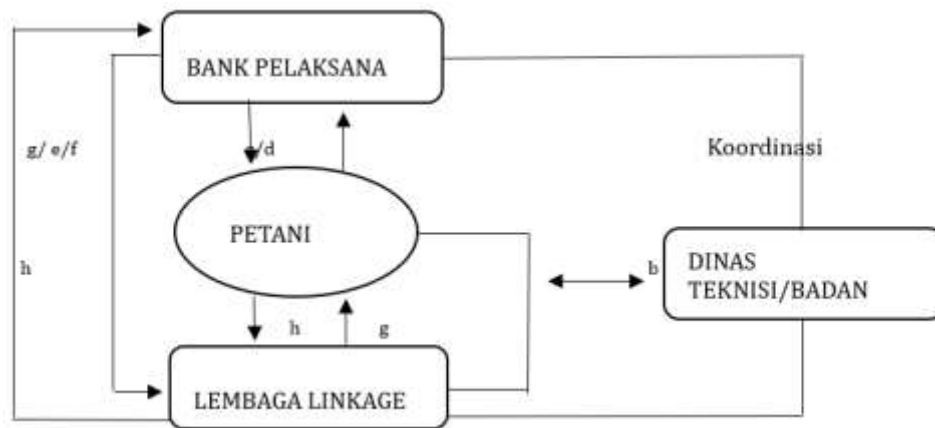 BANK PELAKSANA
g/ e/f
/d
Koordinasi
PETANI
h
b
DINAS
TEKNISI/BADAN
h
g
LEMBAGA LINKAGE